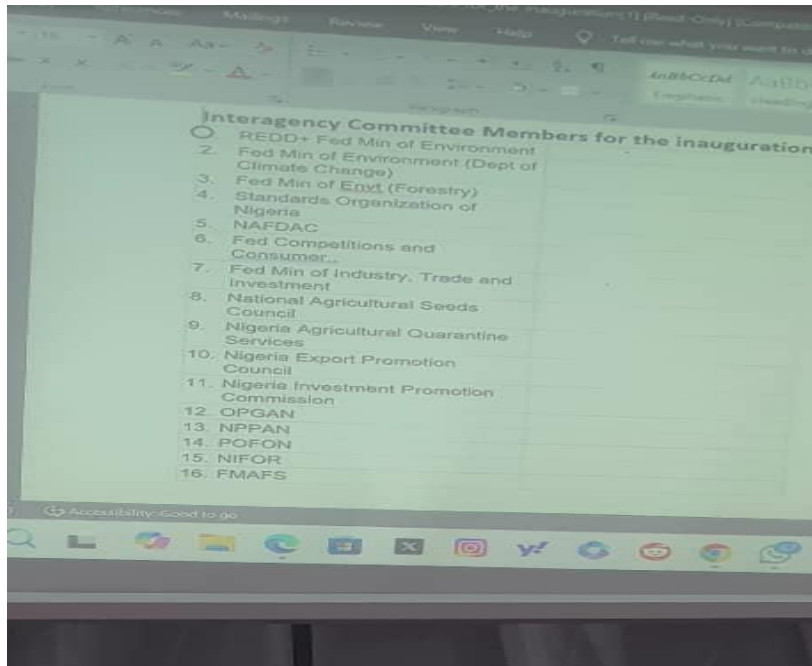 Mailings Review View Help Tell me what you want to
Aa
AaBbCcDd
Emphasis
Paragraph
Interagency Committee Members for the inauguration
REDD+ Fed Min of Environment
2. Fed Min of Environment (Dept of
Climate Change)
3. Fed Min of Envt (Forestry)
4. Standards Organization of
Nigeria
5. NAFDAC
6. Fed Competitions and
Consumer..
7. Fed Min of Industry, Trade and
Investment
8. National Agricultural Seeds
Council
9. Nigeria Agricultural Quarantine
Services
10. Nigeria Export Promotion
Council
11. Nigeria Investment Promotion
Commission
12. OPGAN
13. NPPAN
14. POFON
15. NIFOR
16. FMAFS
Accessibility: Good to go